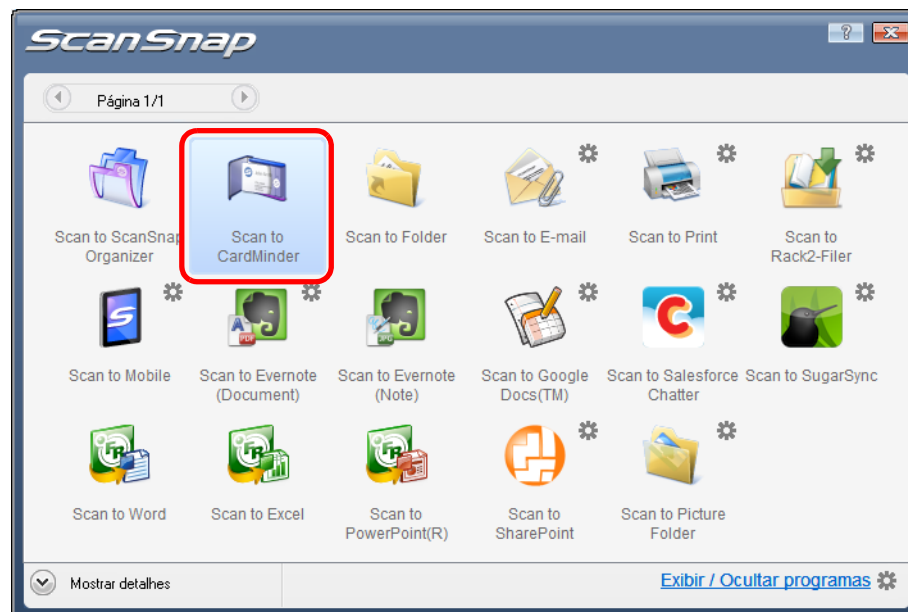 ScanSnap
Página 1/1
Scan to ScanSnap
Organizer
Scan to
CardMinder
Scan to Folder
Scan to E-mail
Scan to Print
Scan to
Rack2-Filer
Scan to Mobile
Scan to Evernote
(Document)
Scan to Evernote
(Note)
Scan to Google
Docs(TM)
Scan to Salesforce
Chatter
Scan to SugarSync
Scan to Word
Scan to Excel
Scan to
PowerPoint(R)
Scan to
SharePoint
Scan to Picture
Folder
Mostrar detalhes
Exibir / Ocultar programas